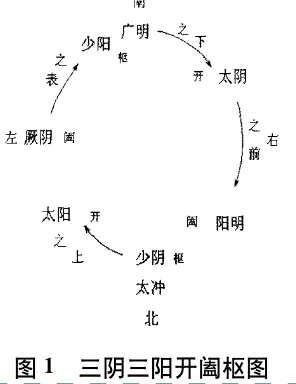 南
广明
少阳 枢
之下
之表
开 太阴
之前
右
左 厥阴 阖
太阳 开
阖 阳明
之上
少阴 枢
太冲
北
图1 三阴三阳开阖枢图